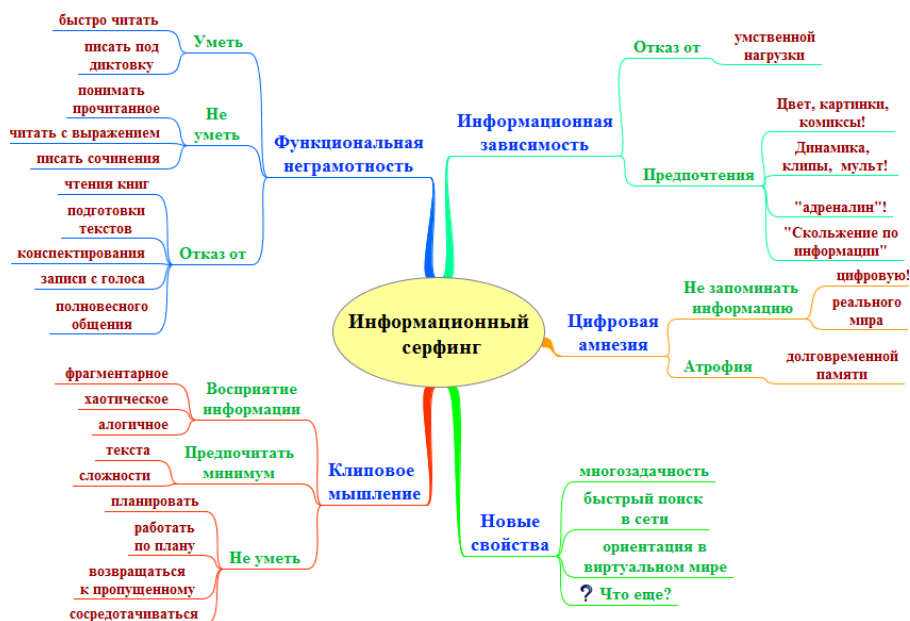 Информационный
серфинг
Функциональная
неграмотность
Уметь
быстро читать
писать под
диктовку
Не
уметь
понимать
прочитанное
читать с выражением
писать сочинения
Отказ от
чтения книг
подготовки
текстов
конспектирования
записи с голоса
полновесного
общения
Информационная
зависимость
Отказ от
умственной
нагрузки
Предпочтения
Цвет, картинки,
комиксы!
Динамика,
клипы, мульт!
"адреналин"!
"Скольжение по
информации"
Цифровая
амнезия
Не запоминать
информацию
цифровую!
реального
мира
Атрофия
долговременной
памяти
Клиповое
мышление
Восприятие
информации
фрагментарное
хаотическое
алогичное
Предпочитать
минимум
текста
сложности
Не уметь
планировать
работать
по плану
возвращаться
к пропущенному
сосредотачиваться
Новые
свойства
многозадачность
быстрый поиск
в сети
ориентация в
виртуальном мире
? Что еще?